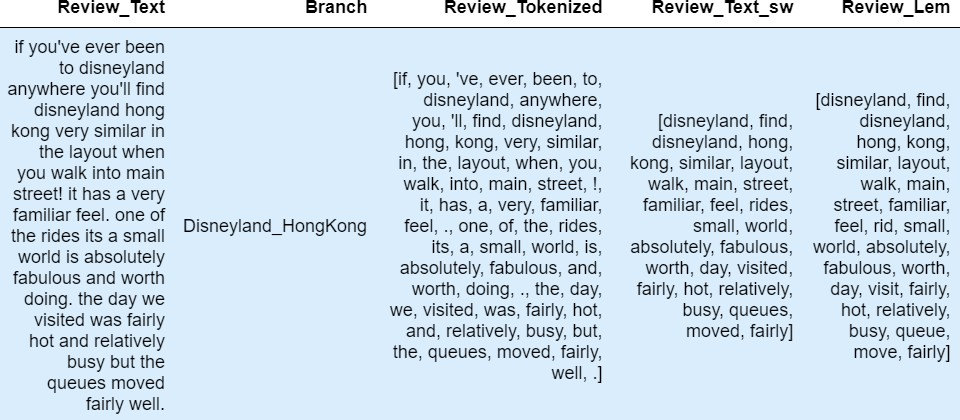 Review_Text Branch Review_Tokenized Review_Text_sw Review_Lem
if you've ever been
to disneyland
anywhere you'll find
disneyland hong
kong very similar in
the layout when
you walk into main
street! it has a very
familiar feel. one of
the rides its a small
world is absolutely
fabulous and worth
doing. the day we
visited was fairly
hot and relatively
busy but the
queues moved
fairly well.
Disneyland_HongKong
[if, you, 've, ever, been, to,
disneyland, anywhere,
you, 'll, find, disneyland,
hong, kong, very, similar,
in, the, layout, when, you,
walk, into, main, street, !,
it, has, a, very, familiar,
feel, ., one, of, the, rides,
its, a, small, world, is,
absolutely, fabulous, and,
worth, doing, ., the, day,
we, visited, was, fairly, hot,
and, relatively, busy, but,
the, queues, moved, fairly,
well, .]
[disneyland, find,
disneyland, hong,
kong, similar, layout,
walk, main, street,
familiar, feel, rides,
small, world,
absolutely, fabulous,
worth, day, visited,
fairly, hot, relatively,
busy, queues,
moved, fairly]
[disneyland, find,
disneyland,
hong, kong,
similar, layout,
walk, main,
street, familiar,
feel, rid, small,
world, absolutely,
fabulous, worth,
day, visit, fairly,
hot, relatively,
busy, queue,
move, fairly]